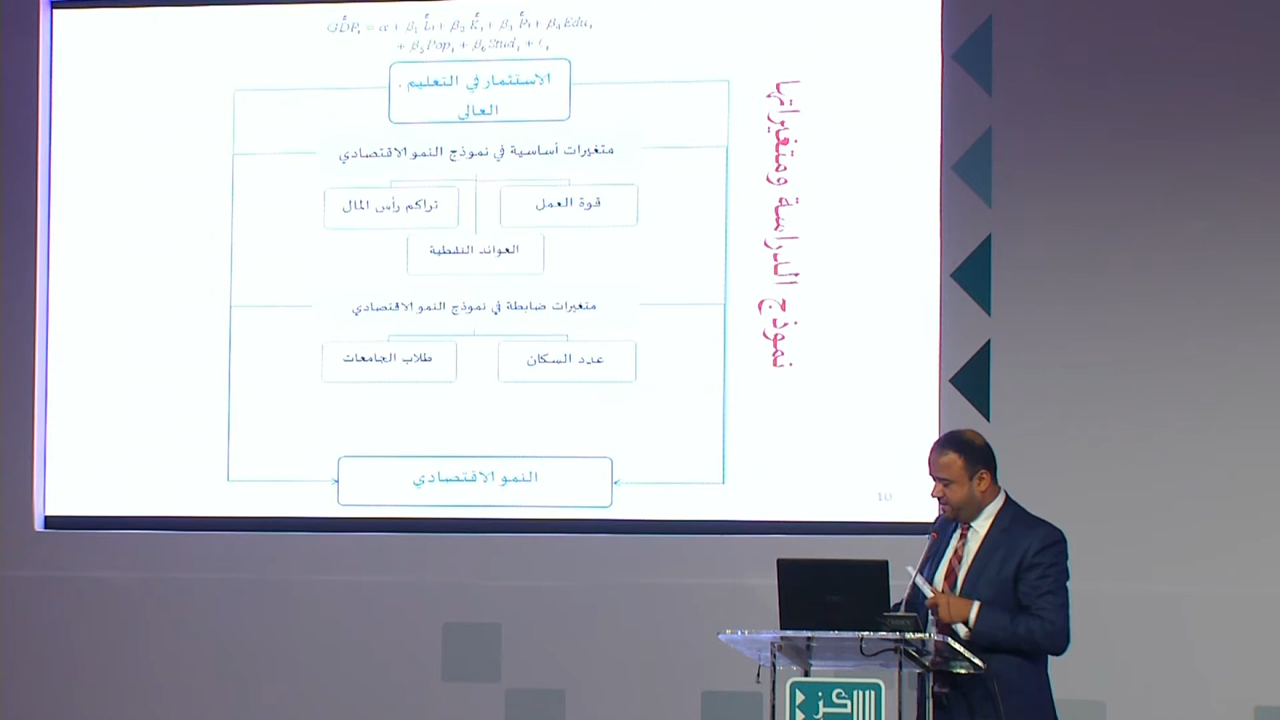 الاستثمار في التعليم .
العالي
متغيرات أساسية في نموذج النمو الاقتصادي
قوة العمل
تراكم رأس المال
العوائد النفطية
متغيرات ضابطة في نموذج النمو الاقتصادي
عدد السكان
طلاب الجامعات
النمو الاقتصادي
نموذج الدراسة ومتغيراتها
10